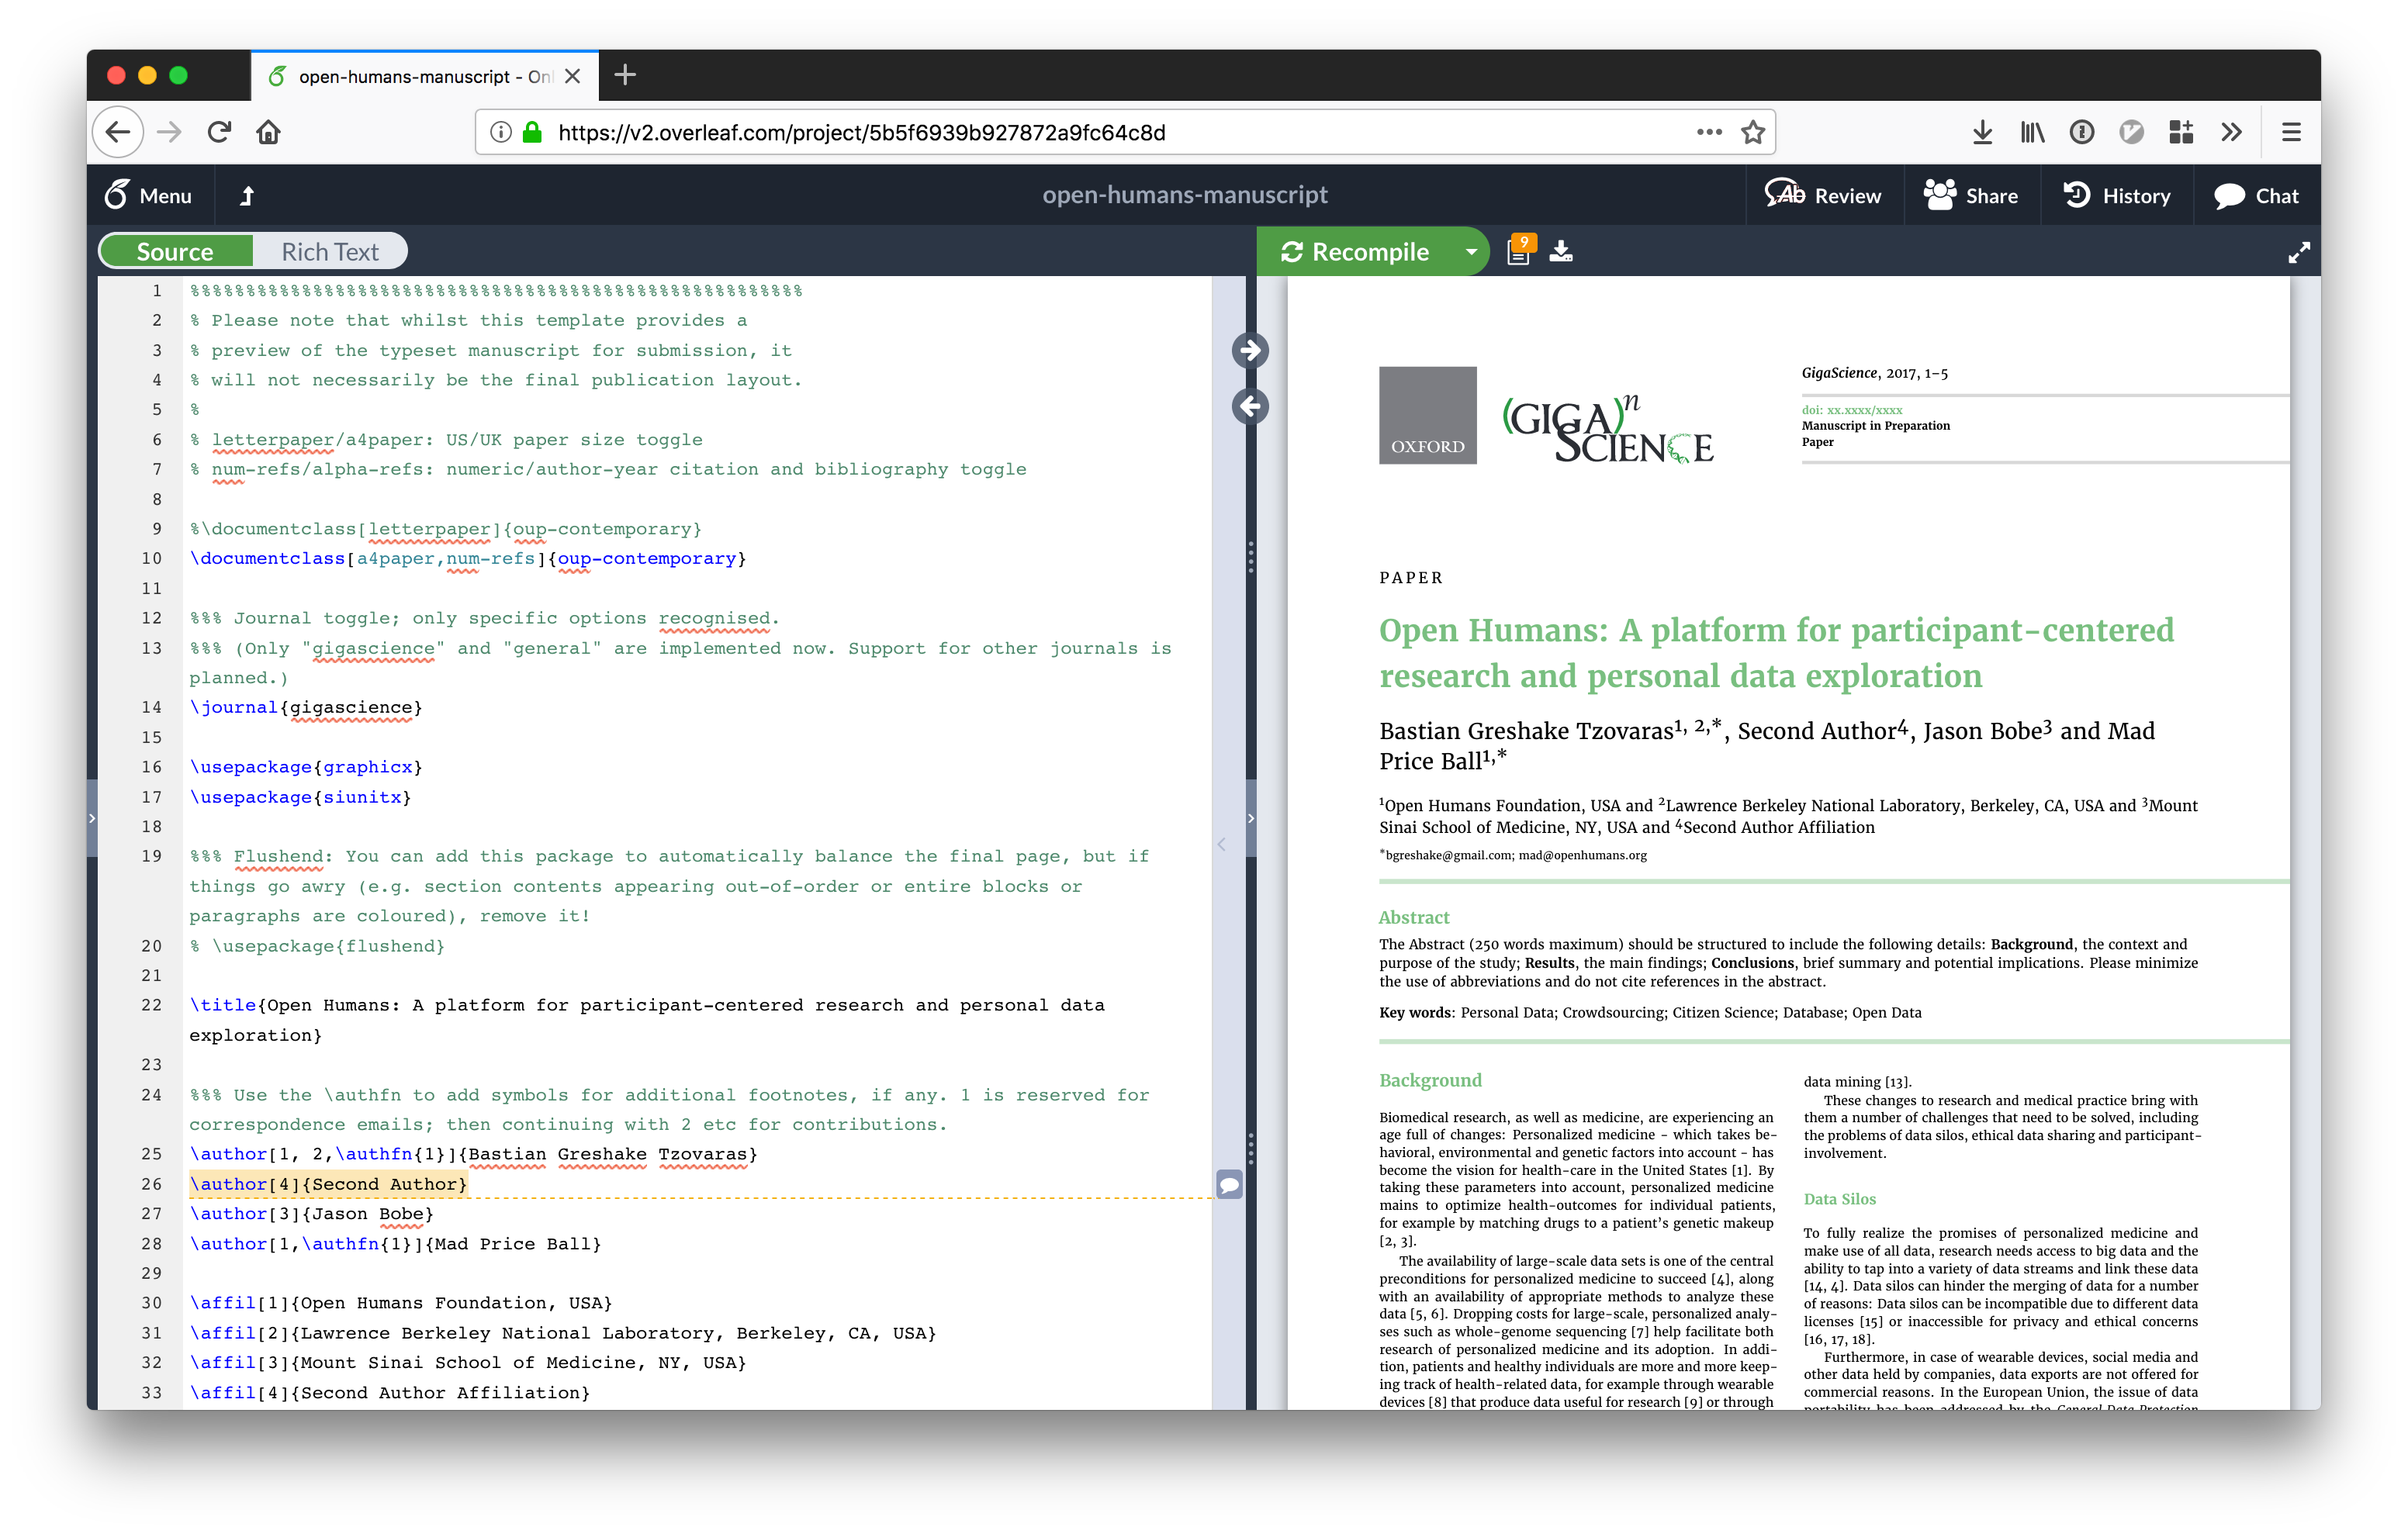 open-humans-manuscript - Onl
https://v2.overleaf.com/project/5b5f6939b927872a9fc64c8d
Menu
open-humans-manuscript
Review
Share
History
Chat
Source
Rich Text
Recompile
9
1 %%%%%%%%%%%%%%%%%%%%%%%%%%%%%%%%%%%%%%%%%%%%%%%%%%%%%%%
2 % Please note that whilst this template provides a
3 % preview of the typeset manuscript for submission, it
4 % will not necessarily be the final publication layout.
5 %
6 % letterpaper/a4paper: US/UK paper size toggle
7 % num-refs/alpha-refs: numeric/author-year citation and bibliography toggle
8
9 %\documentclass[letterpaper]{oup-contemporary}
10 \documentclass[a4paper,num-refs]{oup-contemporary}
11
12 %%% Journal toggle; only specific options recognised.
13 %%% (Only "gigascience" and "general" are implemented now. Support for other journals is
planned.)
14 \journal{gigascience}
15
16 \usepackage{graphicx}
17 \usepackage{siunitx}
18
19 %%% Flushend: You can add this package to automatically balance the final page, but if
things go awry (e.g. section contents appearing out-of-order or entire blocks or
paragraphs are coloured), remove it!
20 % \usepackage{flushend}
21
22 \title{Open Humans: A platform for participant-centered research and personal data
exploration}
23
24 %%% Use the \authfn to add symbols for additional footnotes, if any. 1 is reserved for
correspondence emails; then continuing with 2 etc for contributions.
25 \author[1, 2,\authfn{1}]{Bastian Greshake Tzovaras}
26 \author[4]{Second Author}
27 \author[3]{Jason Bobe}
28 \author[1,\authfn{1}]{Mad Price Ball}
29
30 \affil[1]{Open Humans Foundation, USA}
31 \affil[2]{Lawrence Berkeley National Laboratory, Berkeley, CA, USA}
32 \affil[3]{Mount Sinai School of Medicine, NY, USA}
33 \affil[4]{Second Author Affiliation}
OXFORD
(GIGA)n
SCIENCE
GigaScience, 2017, 1–5
doi: xx.xxxx/xxxx
Manuscript in Preparation
Paper
PAPER
Open Humans: A platform for participant-centered
research and personal data exploration
Bastian Greshake Tzovaras1, 2,*, Second Author4, Jason Bobe3 and Mad
Price Ball1,*
1Open Humans Foundation, USA and 2Lawrence Berkeley National Laboratory, Berkeley, CA, USA and 3Mount
Sinai School of Medicine, NY, USA and 4Second Author Affiliation
*bgreshake@gmail.com; mad@openhumans.org
Abstract
The Abstract (250 words maximum) should be structured to include the following details: Background, the context and
purpose of the study; Results, the main findings; Conclusions, brief summary and potential implications. Please minimize
the use of abbreviations and do not cite references in the abstract.
Key words: Personal Data; Crowdsourcing; Citizen Science; Database; Open Data
Background
Biomedical research, as well as medicine, are experiencing an
age full of changes: Personalized medicine - which takes be-
havioral, environmental and genetic factors into account - has
become the vision for health-care in the United States [1]. By
taking these parameters into account, personalized medicine
mains to optimize health-outcomes for individual patients,
for example by matching drugs to a patient's genetic makeup
[2, 3].
The availability of large-scale data sets is one of the central
preconditions for personalized medicine to succeed [4], along
with an availability of appropriate methods to analyze these
data [5, 6]. Dropping costs for large-scale, personalized analy-
ses such as whole-genome sequencing [7] help facilitate both
research of personalized medicine and its adoption. In addi-
tion, patients and healthy individuals are more and more keep-
ing track of health-related data, for example through wearable
devices [8] that produce data useful for research [9] or through
data mining [13].
These changes to research and medical practice bring with
them a number of challenges that need to be solved, including
the problems of data silos, ethical data sharing and participant-
involvement.
Data Silos
To fully realize the promises of personalized medicine and
make use of all data, research needs access to big data and the
ability to tap into a variety of data streams and link these data
[14, 4]. Data silos can hinder the merging of data for a number
of reasons: Data silos can be incompatible due to different data
licenses [15] or inaccessible for privacy and ethical concerns
[16, 17, 18].
Furthermore, in case of wearable devices, social media and
other data held by companies, data exports are not offered for
commercial reasons. In the European Union, the issue of data
portability has been addressed by the General Data Protection